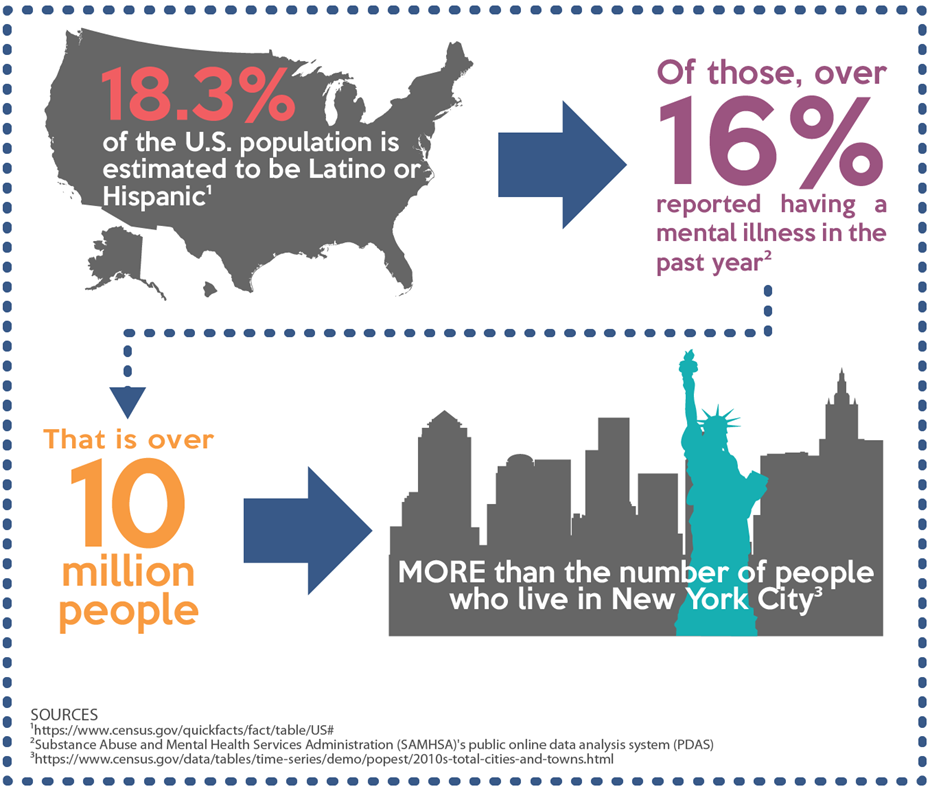 18.3%
of the U.S. population is
estimated to be Latino or
Hispanic¹
Of those, over
16%
reported having a
mental illness in the
past year²
That is over
10
million
people
MORE than the number of people
who live in New York City³
SOURCES
¹https://www.census.gov/quickfacts/fact/table/US#
²Substance Abuse and Mental Health Services Administration (SAMHSA)'s public online data analysis system (PDAS)
³https://www.census.gov/data/tables/time-series/demo/popest/2010s-total-cities-and-towns.html